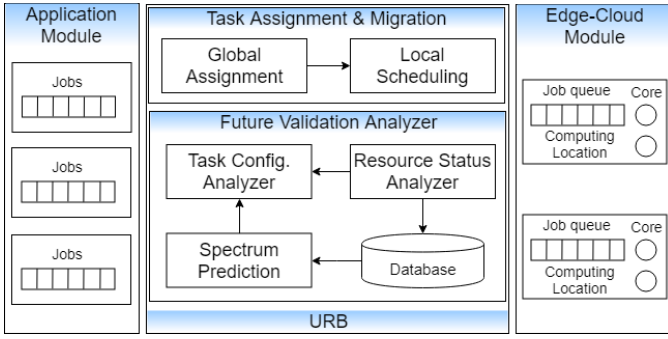 Application
Module
Jobs
Jobs
Jobs
Task Assignment & Migration
Global
Assignment
Local
Scheduling
Future Validation Analyzer
Task Config.
Analyzer
Resource Status
Analyzer
Spectrum
Prediction
Database
URB
Edge-Cloud
Module
Job queue
Core
Computing
Location
Job queue
Core
Computing
Location